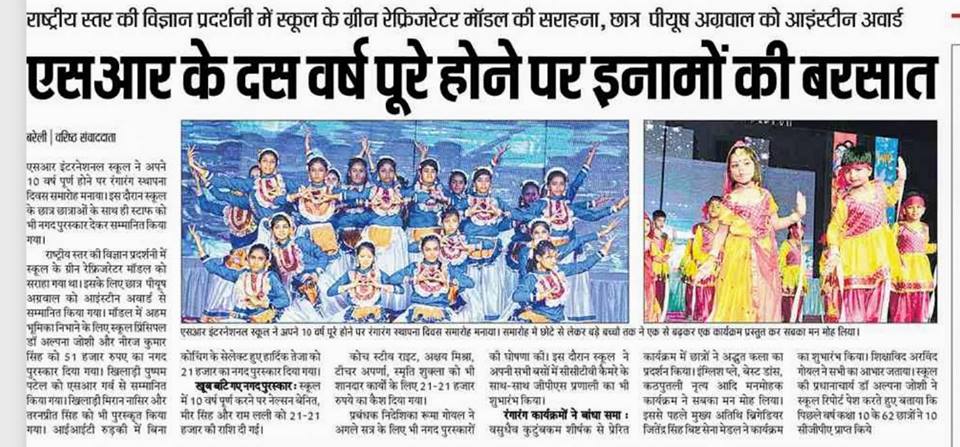 राष्ट्रीय स्तर की विज्ञान प्रदर्शनी में स्कूल के ग्रीन रेफ्रिजरेटर मॉडल की सराहना, छात्र पीयूष अग्रवाल को आइंस्टीन अवार्ड
एसआर के दस वर्ष पूरे होने पर इनामों की बरसात
बरेली | वरिष्ठ संवाददाता
एसआर इंटरनेशनल स्कूल ने अपने
10 वर्ष पूर्ण होने पर रंगारंग स्थापना
दिवस समारोह मनाया। इस दौरान स्कूल
के छात्र छात्राओं के साथ ही स्टाफ को
भी नगद पुरस्कार देकर सम्मानित किया
गया।
राष्ट्रीय स्तर की विज्ञान प्रदर्शनी में
स्कूल के ग्रीन रेफ्रिजरेटर मॉडल को
सराहा गया था। इसके लिए छात्र पीयूष
अग्रवाल को आइंस्टीन अवार्ड से
सम्मानित किया गया। मॉडल में अहम
भूमिका निभाने के लिए स्कूल प्रिंसिपल
डॉ अल्पना जोशी और नीरज कुमार
सिंह को 51 हजार रुपए का नगद
पुरस्कार दिया गया। खिलाड़ी पुष्पम
पटेल को एसआर गर्व से सम्मानित
किया गया। खिलाड़ी मिरान नासिर और
तरनप्रीत सिंह को भी पुरस्कृत किया
गया। आईआईटी रुड़की में बिना
एसआर इंटरनेशनल स्कूल ने अपने 10 वर्ष पूरे होने पर रंगारंग स्थापना दिवस समारोह मनाया। समारोह में छोटे से लेकर बड़े बच्चों तक ने एक से बढ़कर एक कार्यक्रम प्रस्तुत कर सबका मन मोह लिया।
कोचिंग के सेलेक्ट हुए हार्दिक तेजा को
21 हजार का नगद पुरस्कार दिया गया।
खूब बांटे गए नगद पुरस्कार: स्कूल
में 10 वर्ष पूर्ण करने पर नेल्सन बेनित,
मीर सिंह और राम लली को 21-21
हजार की राशि दी गई।
कोच स्टीव राइट, अक्षय मिश्रा,
टीचर अपर्णा, स्मृति शुक्ला को भी
शानदार कार्यो के लिए 21-21 हजार
रुपये का कैश दिया गया।
प्रबंधक निदेशिका रूमा गोयल ने
अगले सत्र के लिए भी नगद पुरस्कारों
की घोषणा की। इस दौरान स्कूल ने
अपनी सभी बसों में सीसीटीवी कैमरे के
साथ-साथ जीपीएस प्रणाली का भी
शुभारंभ किया।
रंगारंग कार्यक्रमों ने बांधा समा:
वसुधैव कुटुंबकम शीर्षक से प्रेरित
कार्यक्रम में छात्रों ने अद्भुत कला का
प्रदर्शन किया। इंग्लिश प्ले, बेस्ट डांस,
कठपुतली नृत्य आदि मनमोहक
कार्यक्रम ने सबका मन मोह लिया।
इससे पहले मुख्य अतिथि ब्रिगेडियर
जितेंद्र सिंह बिष्ट सेना मेडल ने कार्यक्रम
का शुभारंभ किया। शिक्षाविद अरविंद
गोयल ने सभी का आभार जताया। स्कूल
की प्रधानाचार्य डॉ अल्पना जोशी ने
स्कूल रिपोर्ट पेश करते हुए बताया कि
पिछले वर्ष कक्षा 10 के 62 छात्रों ने 10
सीजीपीए प्राप्त किये